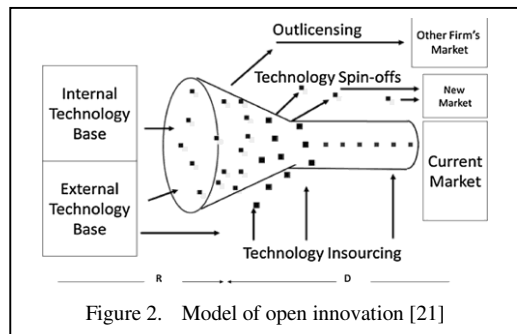 Outlicensing
Other Firm's
Market
Technology Spin-offs
New
Market
Internal
Technology
Base
External
Technology
Base
Current
Market
Technology Insourcing
R
D
Figure 2. Model of open innovation [21]